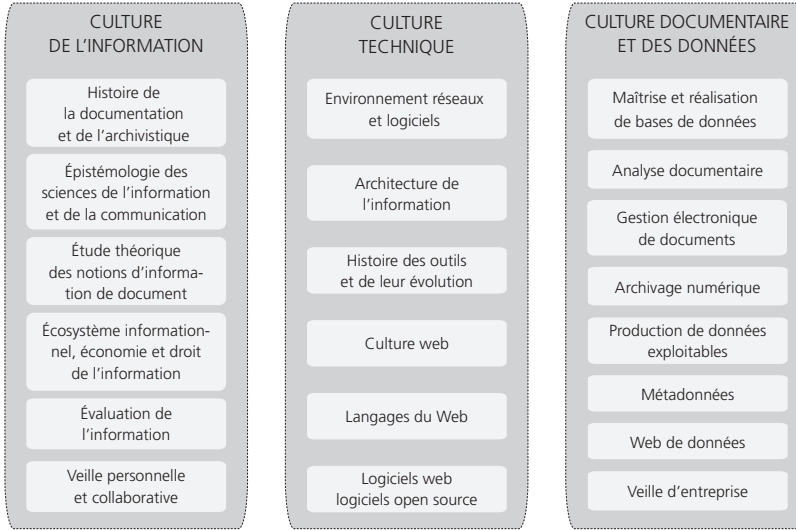 CULTURE
DE L'INFORMATION
Histoire de
la documentation
et de l'archivistique
Épistémologie des
sciences de l'information
et de la communication
Étude théorique
des notions d'informa-
tion de document
Écosystème information-
nel, économie et droit
de l'information
Évaluation de
l'information
Veille personnelle
et collaborative
CULTURE
TECHNIQUE
Environnement réseaux
et logiciels
Architecture de
l'information
Histoire des outils
et de leur évolution
Culture web
Langages du Web
Logiciels web
logiciels open source
CULTURE DOCUMENTAIRE
ET DES DONNÉES
Maîtrise et réalisation
de bases de données
Analyse documentaire
Gestion électronique
de documents
Archivage numérique
Production de données
exploitables
Métadonnées
Web de données
Veille d'entreprise